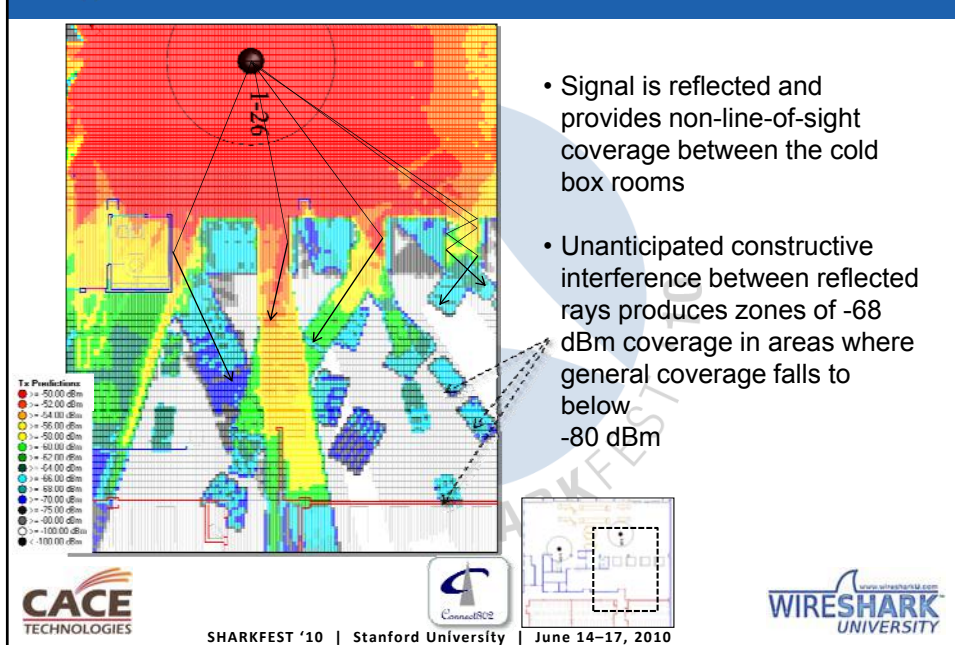 1-26
• Signal is reflected and
provides non-line-of-sight
coverage between the cold
box rooms
• Unanticipated constructive
interference between reflected
rays produces zones of -68
dBm coverage in areas where
general coverage falls to
below
-80 dBm
Tx Predictions
>= -50.00 dBm
>= -52.00 dBm
>= -54.00 dBm
>= -56.00 dBm
>= -60.00 dBm
>= -62.00 dBm
>= -64.00 dBm
>= -66.00 dBm
>= -68.00 dBm
>= -70.00 dBm
>= -75.00 dBm
>= -80.00 dBm
>= -100.00 dBm
< -100.00 dBm
SHARKFEST '10
CACE
TECHNOLOGIES
Connect802
www.wiresharkU.com
WIRESHARK
UNIVERSITY
SHARKFEST '10 | Stanford University | June 14–17, 2010